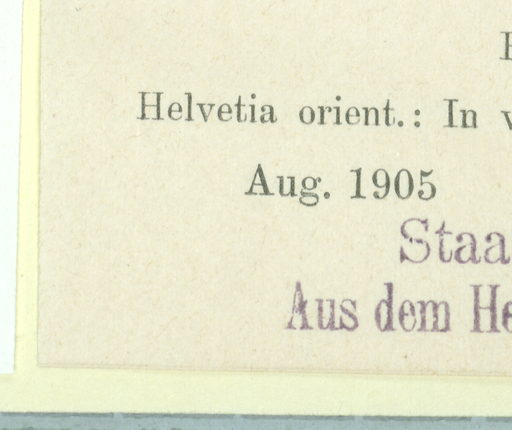 Helvetia orient.: In
Aug. 1905
Staa
Aus dem He